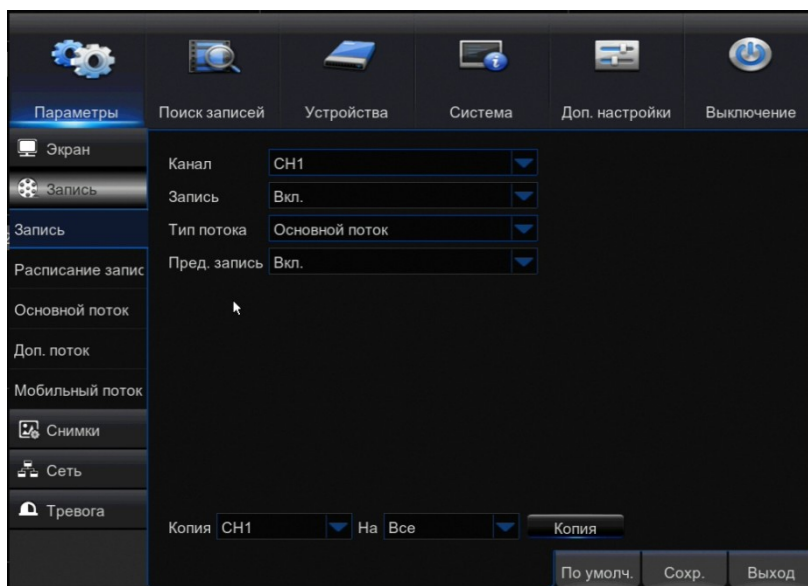 Параметры Поиск записей Устройства Система Доп. настройки Выключение
Экран
Запись
Запись
Расписание запис
Основной поток
Доп. поток
Мобильный поток
Снимки
Сеть
Тревога
Канал CH1
Запись Вкл.
Тип потока Основной поток
Пред. запись Вкл.
Копия CH1 На Все Копия
По умолч. Сохр. Выход